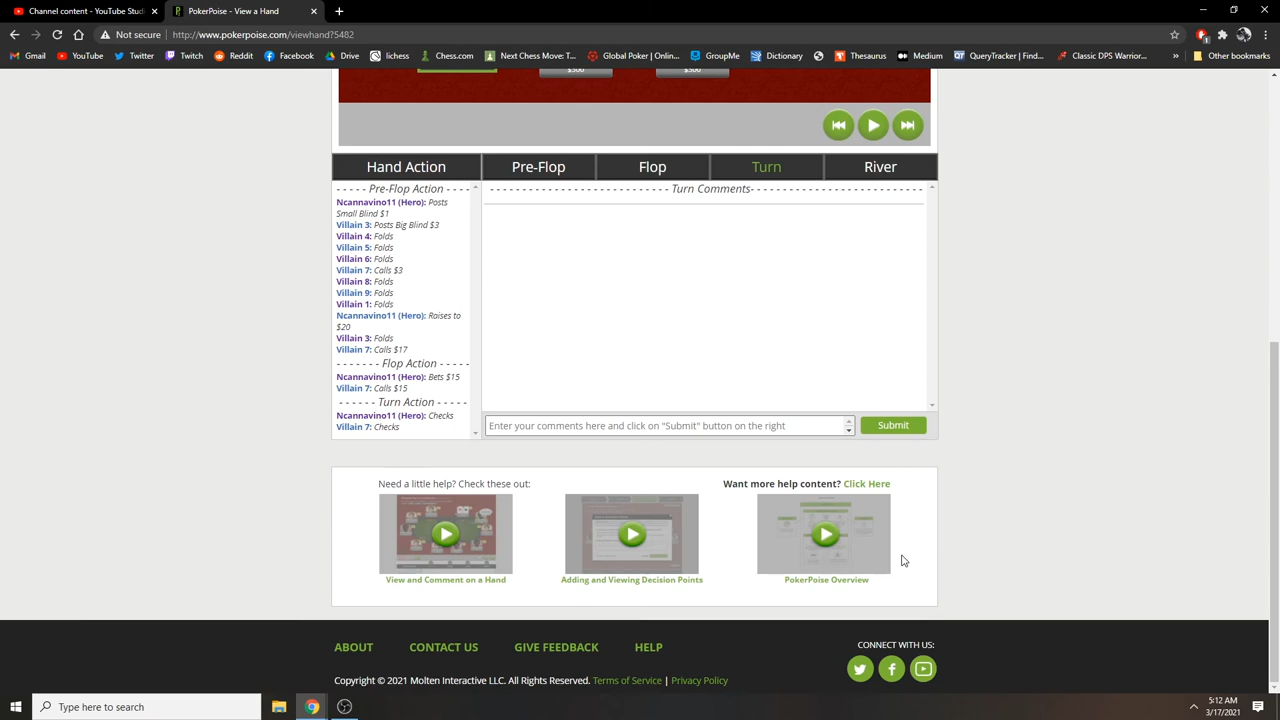 Channel content - YouTube Studi
PokerPoise - View a Hand
Not secure
http://www.pokerpoise.com/viewhand?5482
Gmail
YouTube
Twitter
Twitch
Reddit
Facebook
Drive
lichess
Chess.com
Next Chess Move: T...
Global Poker | Onlin...
GroupMe
Dictionary
Thesaurus
Medium
QueryTracker | Find...
Classic DPS Warrior...
Other bookmarks
$500
$500
Hand Action
Pre-Flop
Flop
Turn
River
- - - - - Pre-Flop Action - - - -
Ncannavino11 (Hero): Posts
Small Blind $1
Villain 3: Posts Big Blind $3
Villain 4: Folds
Villain 5: Folds
Villain 6: Folds
Villain 7: Calls $3
Villain 8: Folds
Villain 9: Folds
Villain 1: Folds
Ncannavino11 (Hero): Raises to
$20
Villain 3: Folds
Villain 7: Calls $17
- - - - - - - Flop Action - - - - -
Ncannavino11 (Hero): Bets $15
Villain 7: Calls $15
- - - - - - Turn Action - - - - - -
Ncannavino11 (Hero): Checks
Villain 7: Checks
- - - - - - - - - - - - - - - - - - - - - - - - - - - Turn Comments- - - - - - - - - - - - - - - - - - - - - - - - - -
Enter your comments here and click on "Submit" button on the right
Submit
Need a little help? Check these out:
Want more help content? Click Here
View and Comment on a Hand
Adding and Viewing Decision Points
PokerPoise Overview
ABOUT
CONTACT US
GIVE FEEDBACK
HELP
CONNECT WITH US:
Copyright © 2021 Molten Interactive LLC. All Rights Reserved. Terms of Service | Privacy Policy
Type here to search
5:12 AM
3/17/2021